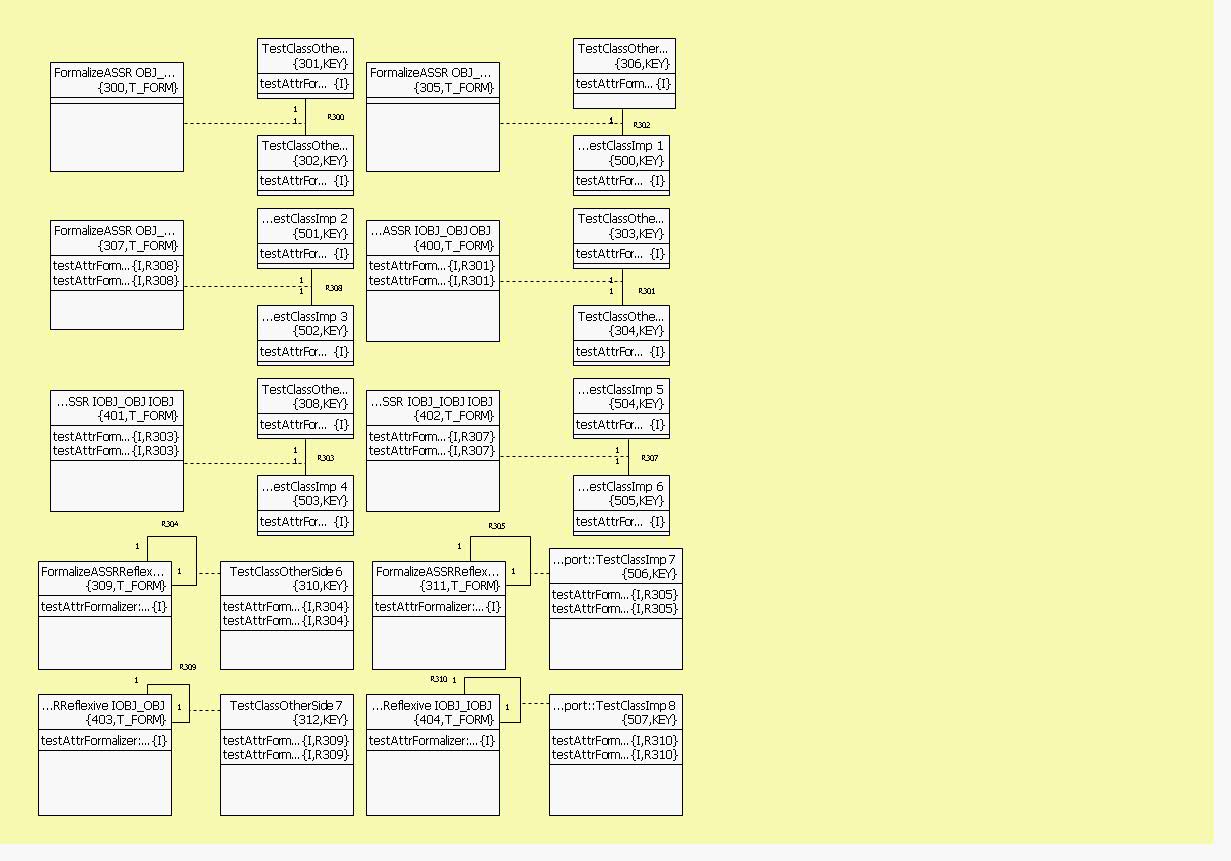 FormalizeASSR OBJ_...
{300,T_FORM}
TestClassOthe...
{301,KEY}
testAttrFor... {I}
1
1
R300
TestClassOthe...
{302,KEY}
testAttrFor... {I}
FormalizeASSR OBJ_...
{305,T_FORM}
TestClassOther...
{306,KEY}
testAttrForm... {I}
1
R302
...estClassImp 1
{500,KEY}
testAttrFor... {I}
FormalizeASSR OBJ_...
{307,T_FORM}
testAttrForm...{I,R308}
testAttrForm...{I,R308}
...estClassImp 2
{501,KEY}
testAttrFor... {I}
1
1
R308
...estClassImp 3
{502,KEY}
testAttrFor... {I}
...ASSR IOBJ_OBJ OBJ
{400,T_FORM}
testAttrForm...{I,R301}
testAttrForm...{I,R301}
TestClassOthe...
{303,KEY}
testAttrFor... {I}
1
1
R301
TestClassOthe...
{304,KEY}
testAttrFor... {I}
...SSR IOBJ_OBJ IOBJ
{401,T_FORM}
testAttrForm...{I,R303}
testAttrForm...{I,R303}
TestClassOthe...
{308,KEY}
testAttrFor... {I}
1
1
R303
...estClassImp 4
{503,KEY}
testAttrFor... {I}
...SSR IOBJ_IOBJ IOBJ
{402,T_FORM}
testAttrForm...{I,R307}
testAttrForm...{I,R307}
...estClassImp 5
{504,KEY}
testAttrFor... {I}
1
1
R307
...estClassImp 6
{505,KEY}
testAttrFor... {I}
R304
1
1
FormalizeASSRReflex...
{309,T_FORM}
testAttrFormalizer:...{I}
TestClassOtherSide6
{310,KEY}
testAttrForm...{I,R304}
testAttrForm...{I,R304}
R305
1
1
FormalizeASSRReflex...
{311,T_FORM}
testAttrFormalizer:...{I}
...port::TestClassImp 7
{506,KEY}
testAttrForm...{I,R305}
testAttrForm...{I,R305}
R309
1
1
...RReflexive IOBJ_OBJ
{403,T_FORM}
testAttrFormalizer:...{I}
TestClassOtherSide7
{312,KEY}
testAttrForm...{I,R309}
testAttrForm...{I,R309}
R310 1
1
...Reflexive IOBJ_IOBJ
{404,T_FORM}
testAttrFormalizer:...{I}
...port::TestClassImp 8
{507,KEY}
testAttrForm...{I,R310}
testAttrForm...{I,R310}